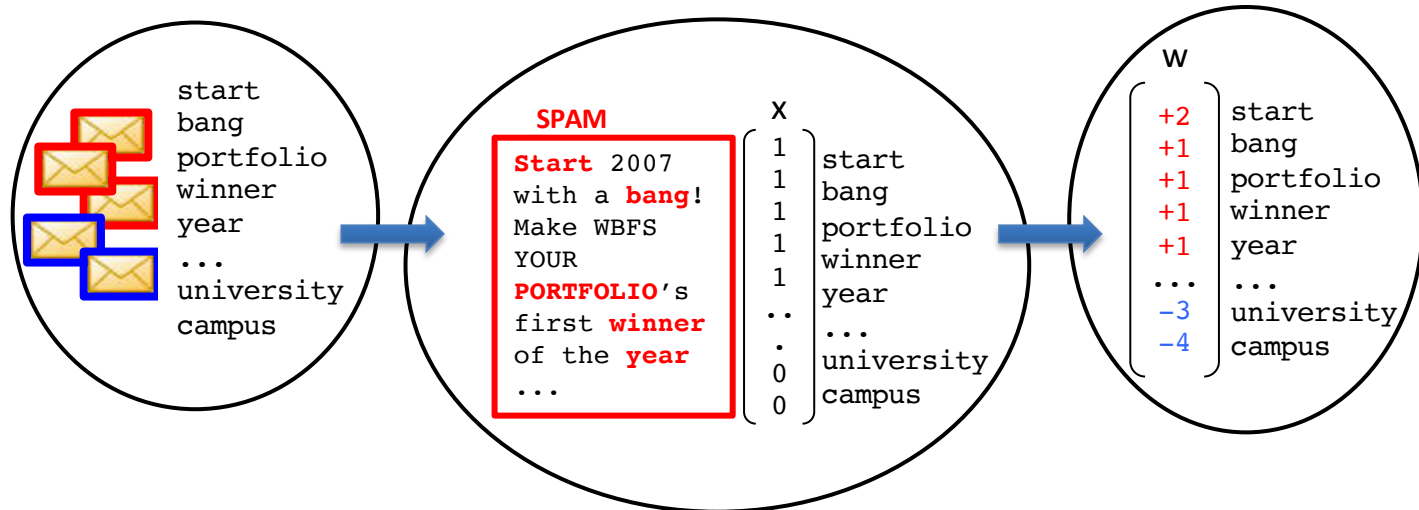 start
bang
portfolio
winner
year
...
university
campus
SPAM
Start 2007
with a bang!
Make WBFS
YOUR
PORTFOLIO's
first winner
of the year
...
x
1
1
1
1
1
..
.
0
0
start
bang
portfolio
winner
year
...
university
campus
w
+2 start
+1 bang
+1 portfolio
+1 winner
+1 year
... ...
−3 university
−4 campus